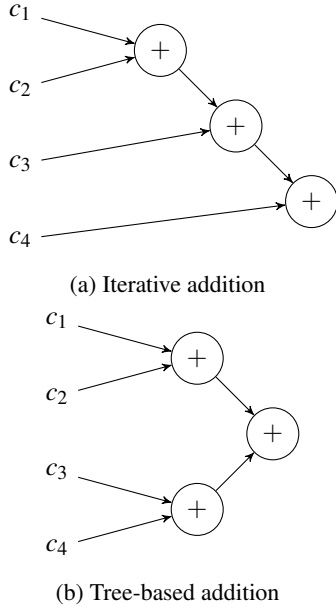 c1
+
c2
+
c3
+
c4
(a) Iterative addition
c1
+
c2
+
c3
+
c4
(b) Tree-based addition